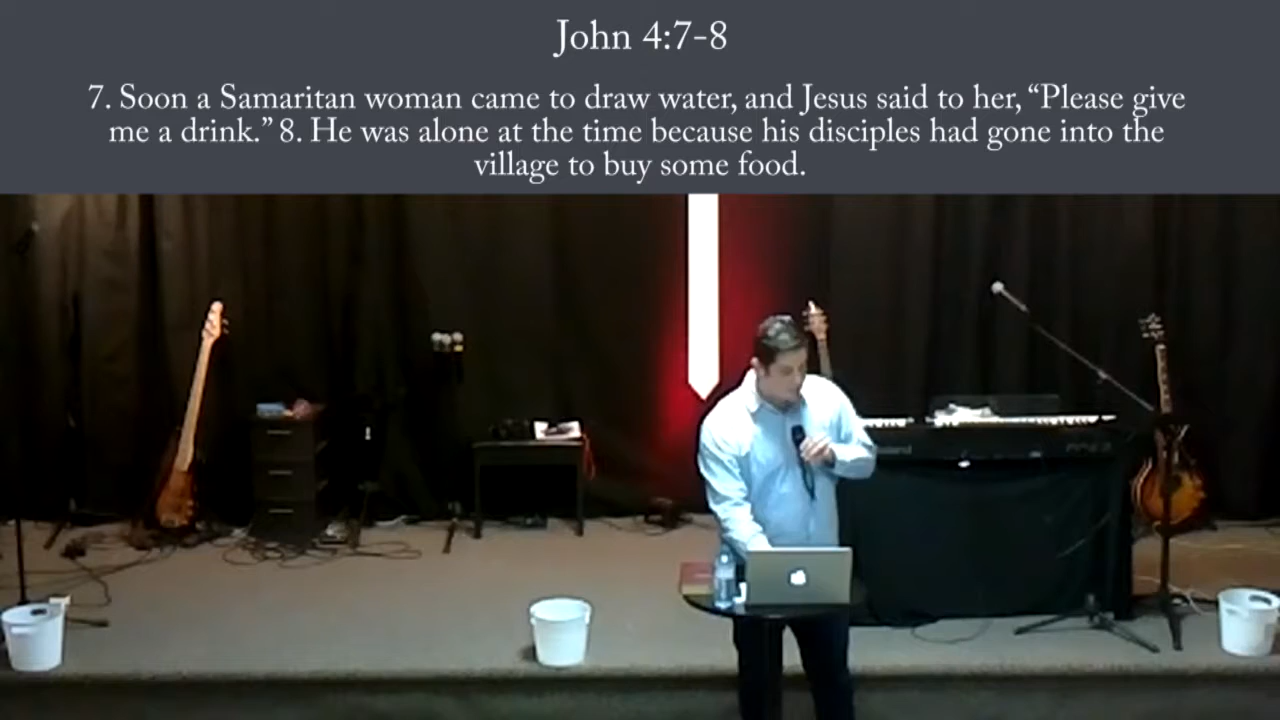 John 4:7-8
7. Soon a Samaritan woman came to draw water, and Jesus said to her, “Please give
me a drink.” 8. He was alone at the time because his disciples had gone into the
village to buy some food.